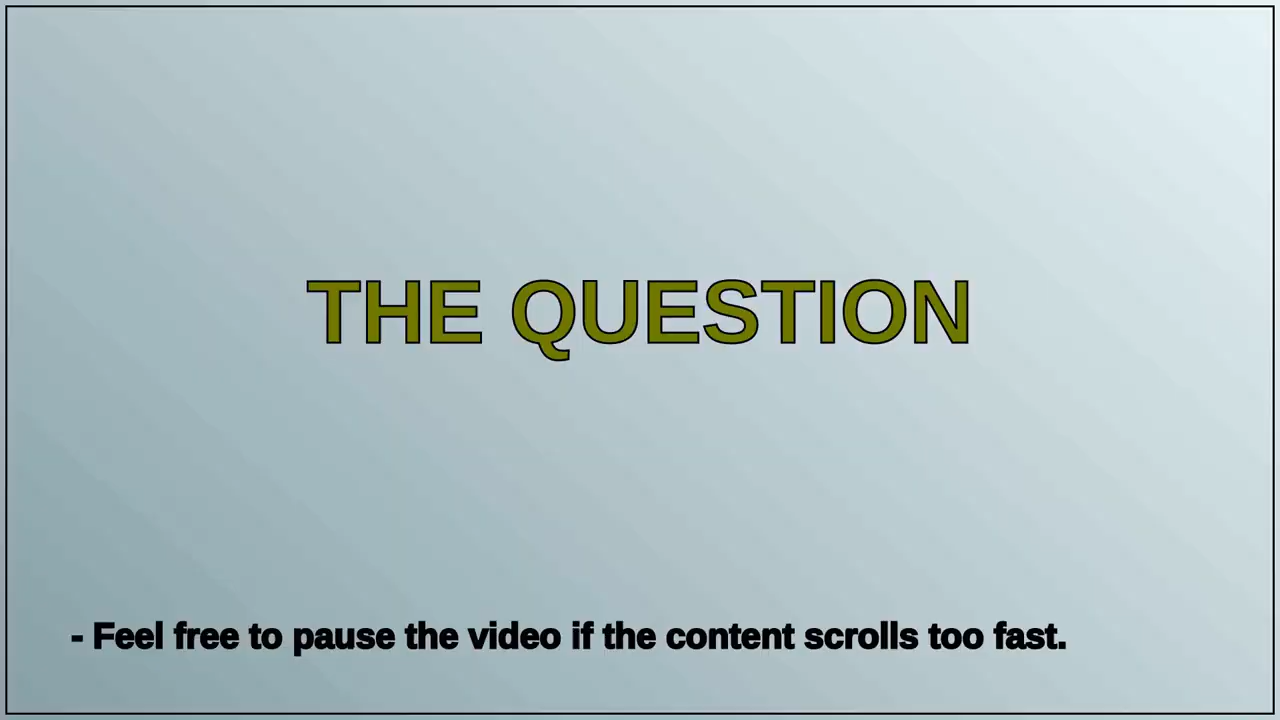 THE QUESTION
- Feel free to pause the video if the content scrolls too fast.